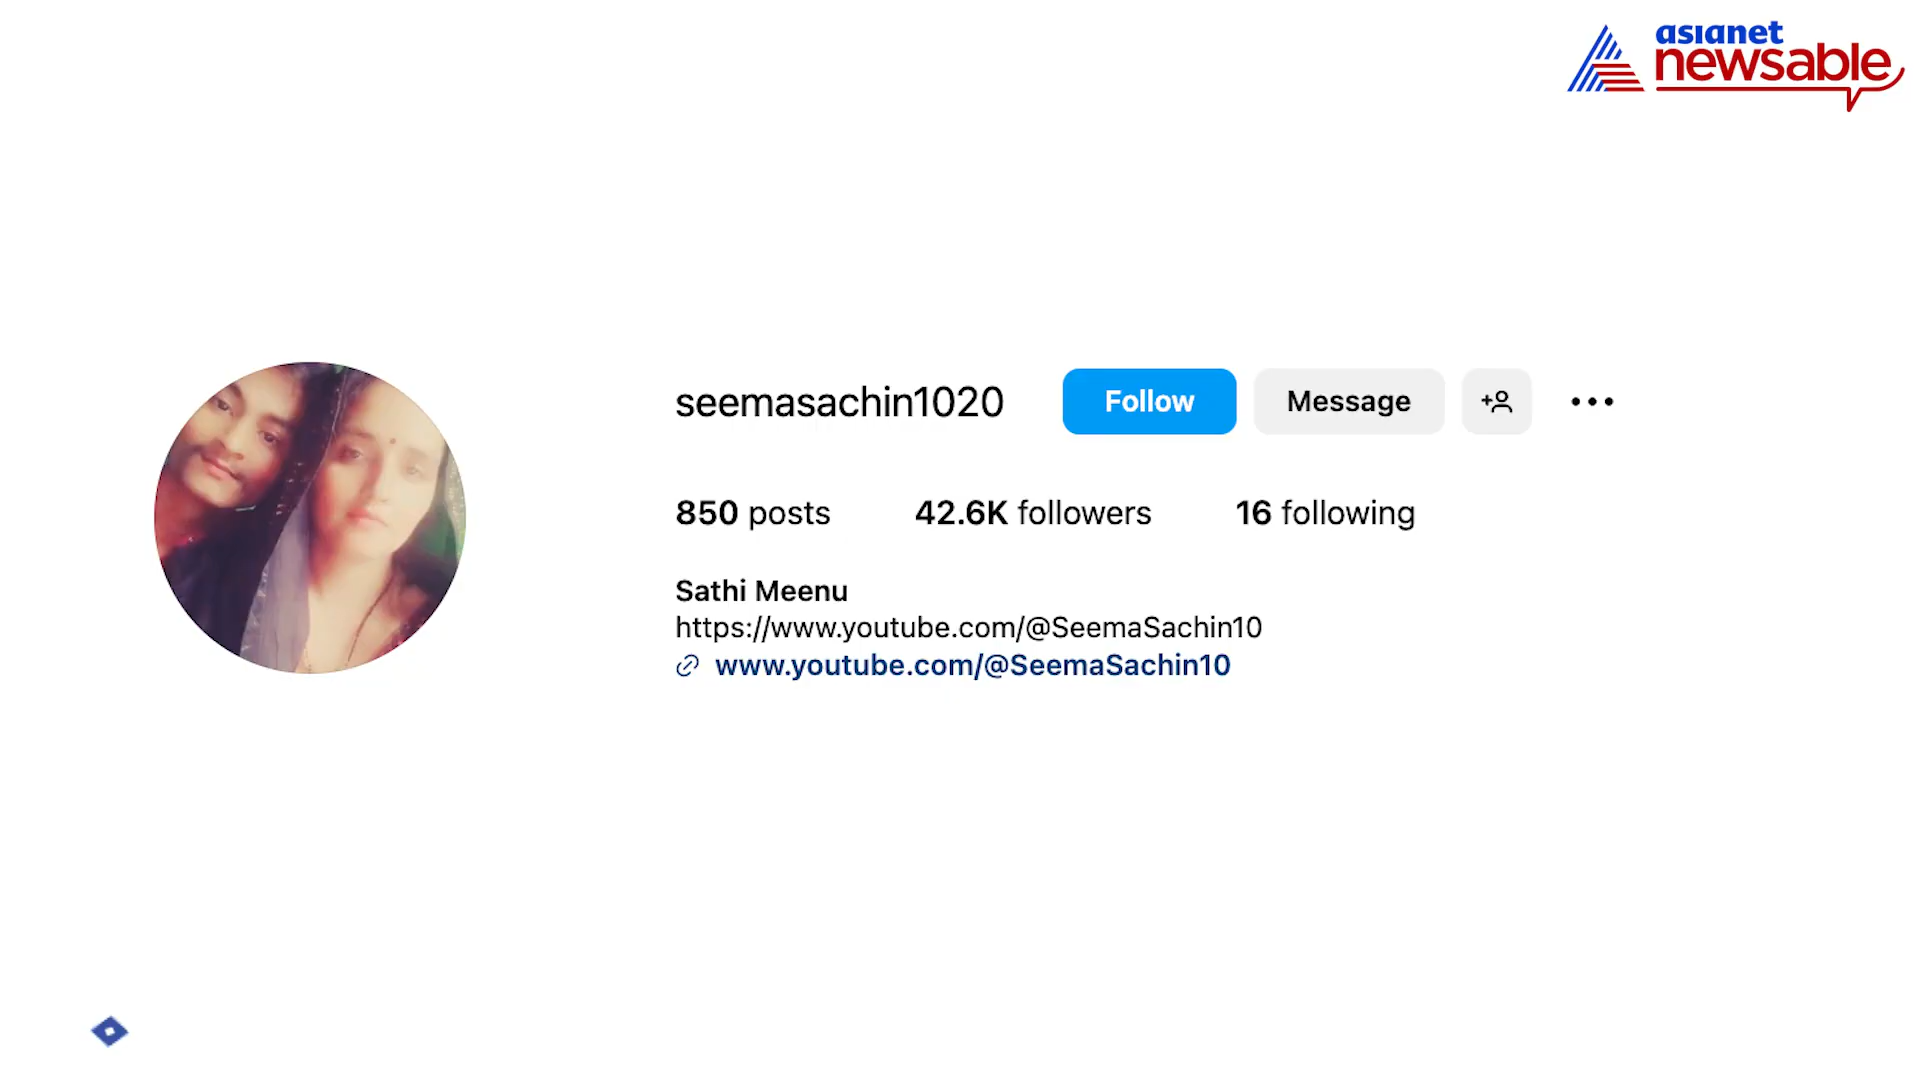 asianet
newsable
seemasachin1020 Follow Message
850 posts 42.6K followers 16 following
Sathi Meenu
https://www.youtube.com/@SeemaSachin10
www.youtube.com/@SeemaSachin10